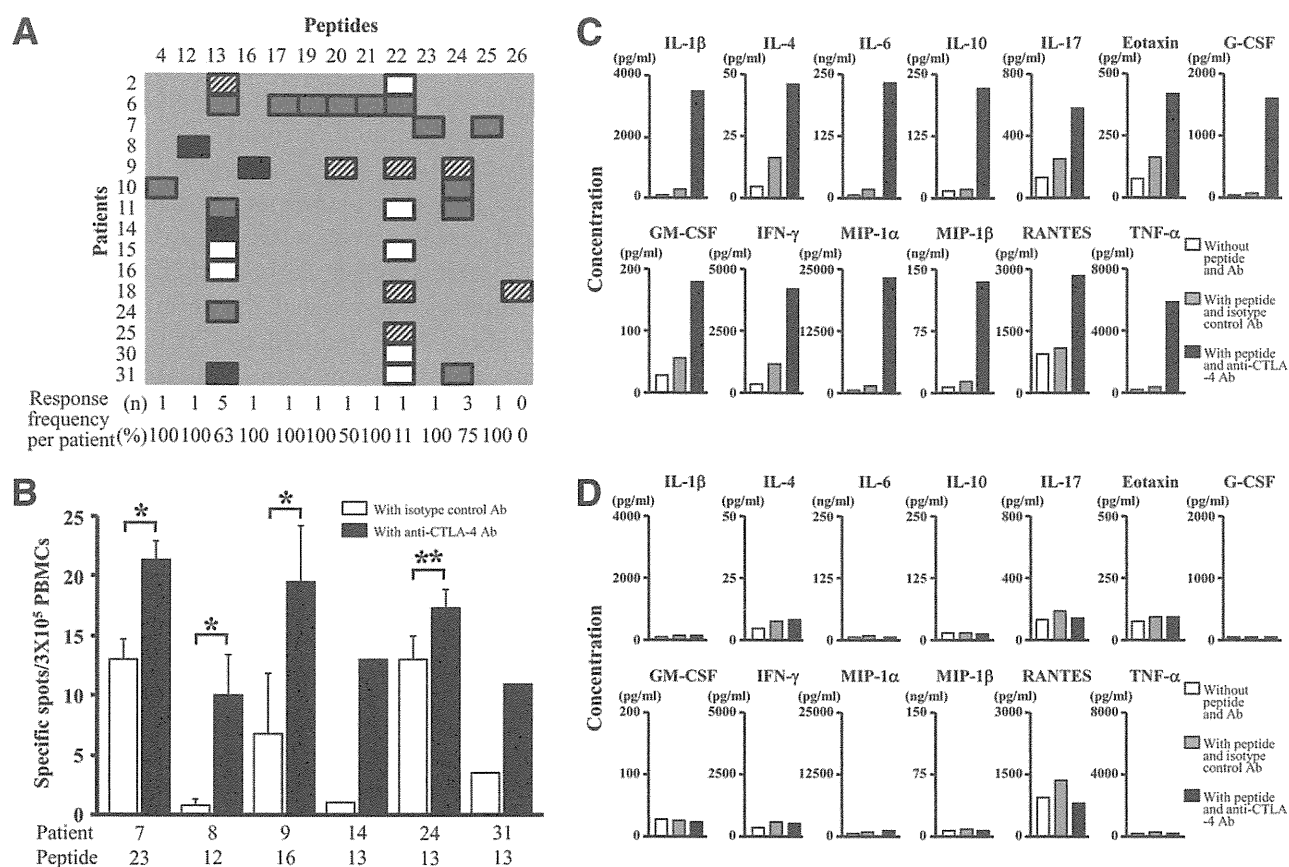 A
Peptides
4 12 13 16 17 19 20 21 22 23 24 25 26
Patients
2
6
7
8
9
10
11
14
15
16
18
24
25
30
31
Response frequency per patient
(n) 1 1 5 1 1 1 1 1 1 1 3 1 0
(%) 100 100 63 100 100 100 50 100 11 100 75 100 0
B
Specific spots/3X10⁵ PBMCs
25
20
15
10
5
0
With isotype control Ab
With anti-CTLA-4 Ab
* * * **
Patient 7 8 9 14 24 31
Peptide 23 12 16 13 13 13
C
Concentration
IL-1β IL-4 IL-6 IL-10 IL-17 Eotaxin G-CSF
(pg/ml) (pg/ml) (ng/ml) (pg/ml) (pg/ml) (pg/ml) (pg/ml)
4000 50 250 250 800 500 2000
2000 25 125 125 400 250 1000
0 0 0 0 0 0 0
GM-CSF IFN-γ MIP-1α MIP-1β RANTES TNF-α
(pg/ml) (pg/ml) (pg/ml) (ng/ml) (pg/ml) (pg/ml)
200 5000 25000 150 3000 8000
100 2500 12500 75 1500 4000
0 0 0 0 0 0
Without
peptide
and Ab
With peptide
and isotype
control Ab
With peptide
and anti-CTLA
-4 Ab
D
Concentration
IL-1β IL-4 IL-6 IL-10 IL-17 Eotaxin G-CSF
(pg/ml) (pg/ml) (ng/ml) (pg/ml) (pg/ml) (pg/ml) (pg/ml)
4000 50 250 250 800 500 2000
2000 25 125 125 400 250 1000
0 0 0 0 0 0 0
GM-CSF IFN-γ MIP-1α MIP-1β RANTES TNF-α
(pg/ml) (pg/ml) (pg/ml) (ng/ml) (pg/ml) (pg/ml)
200 5000 25000 150 3000 8000
100 2500 12500 75 1500 4000
0 0 0 0 0 0
Without
peptide
and Ab
With peptide
and isotype
control Ab
With peptide
and anti-CTLA
-4 Ab